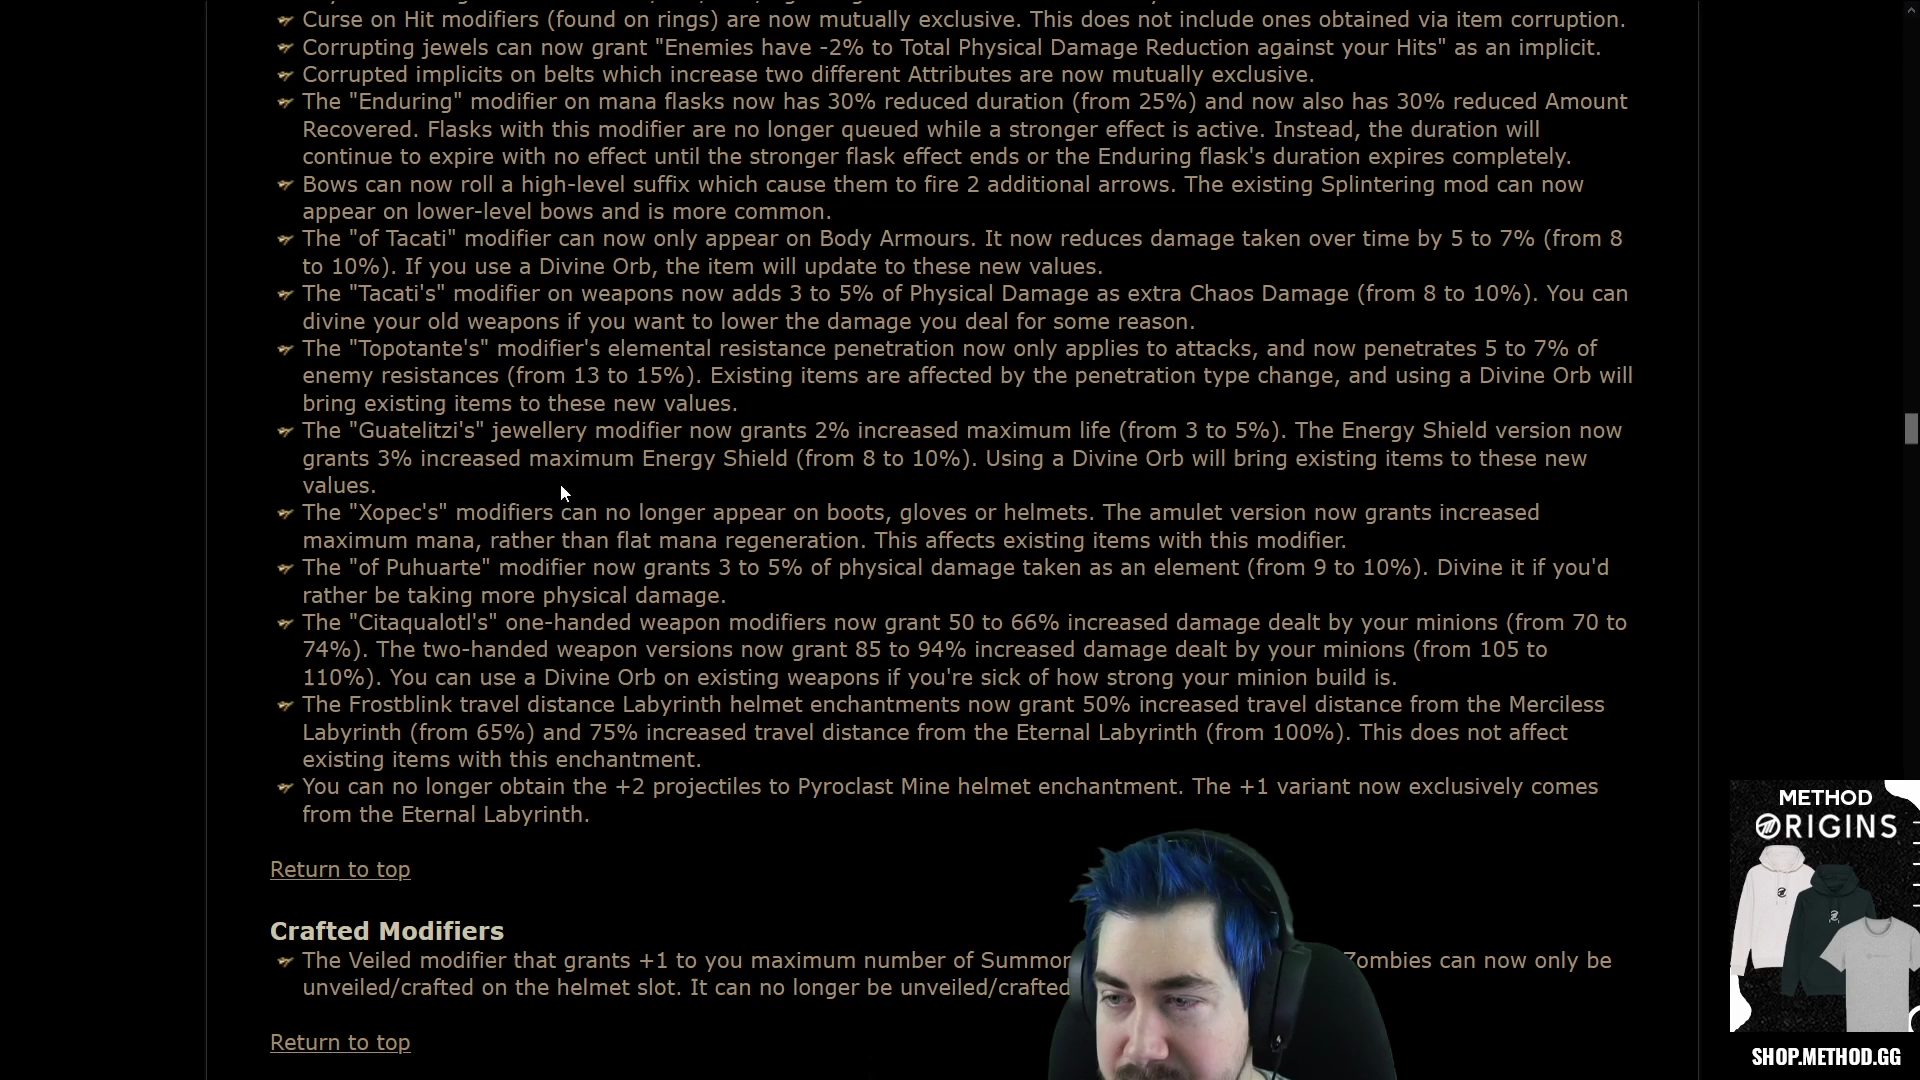 Curse on Hit modifiers (found on rings) are now mutually exclusive. This does not include ones obtained via item corruption.
Corrupting jewels can now grant "Enemies have -2% to Total Physical Damage Reduction against your Hits" as an implicit.
Corrupted implicits on belts which increase two different Attributes are now mutually exclusive.
The "Enduring" modifier on mana flasks now has 30% reduced duration (from 25%) and now also has 30% reduced Amount
Recovered. Flasks with this modifier are no longer queued while a stronger effect is active. Instead, the duration will
continue to expire with no effect until the stronger flask effect ends or the Enduring flask's duration expires completely.
Bows can now roll a high-level suffix which cause them to fire 2 additional arrows. The existing Splintering mod can now
appear on lower-level bows and is more common.
The "of Tacati" modifier can now only appear on Body Armours. It now reduces damage taken over time by 5 to 7% (from 8
to 10%). If you use a Divine Orb, the item will update to these new values.
The "Tacati's" modifier on weapons now adds 3 to 5% of Physical Damage as extra Chaos Damage (from 8 to 10%). You can
divine your old weapons if you want to lower the damage you deal for some reason.
The "Topotante's" modifier's elemental resistance penetration now only applies to attacks, and now penetrates 5 to 7% of
enemy resistances (from 13 to 15%). Existing items are affected by the penetration type change, and using a Divine Orb will
bring existing items to these new values.
The "Guatelitzi's" jewellery modifier now grants 2% increased maximum life (from 3 to 5%). The Energy Shield version now
grants 3% increased maximum Energy Shield (from 8 to 10%). Using a Divine Orb will bring existing items to these new
values.
The "Xopec's" modifiers can no longer appear on boots, gloves or helmets. The amulet version now grants increased
maximum mana, rather than flat mana regeneration. This affects existing items with this modifier.
The "of Puhuarte" modifier now grants 3 to 5% of physical damage taken as an element (from 9 to 10%). Divine it if you'd
rather be taking more physical damage.
The "Citaqualotl's" one-handed weapon modifiers now grant 50 to 66% increased damage dealt by your minions (from 70 to
74%). The two-handed weapon versions now grant 85 to 94% increased damage dealt by your minions (from 105 to
110%). You can use a Divine Orb on existing weapons if you're sick of how strong your minion build is.
The Frostblink travel distance Labyrinth helmet enchantments now grant 50% increased travel distance from the Merciless
Labyrinth (from 65%) and 75% increased travel distance from the Eternal Labyrinth (from 100%). This does not affect
existing items with this enchantment.
You can no longer obtain the +2 projectiles to Pyroclast Mine helmet enchantment. The +1 variant now exclusively comes
from the Eternal Labyrinth.
Return to top
Crafted Modifiers
The Veiled modifier that grants +1 to you maximum number of Zombies can now only be
unveiled/crafted on the helmet slot. It can no longer be unveiled/crafted
Return to top
METHOD
ORIGINS
SHOP.METHOD.GG